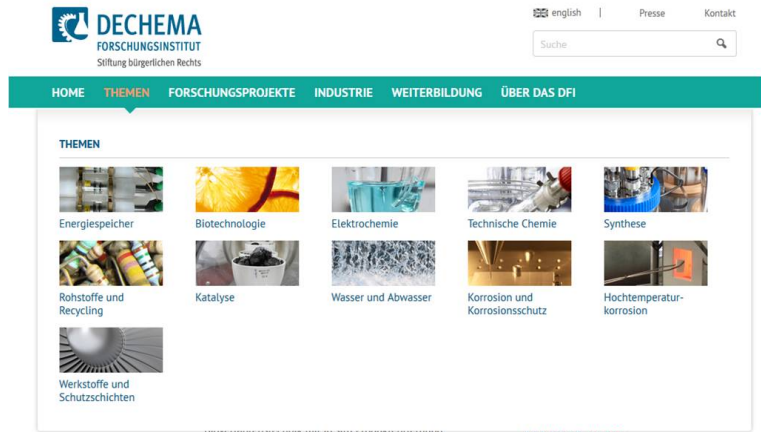 english | Presse Kontakt
DECHEMA
FORSCHUNGSINSTITUT
Stiftung bürgerlichen Rechts
Suche
HOME THEMEN FORSCHUNGSPROJEKTE INDUSTRIE WEITERBILDUNG ÜBER DAS DFI
THEMEN
Energiespeicher Biotechnologie Elektrochemie Technische Chemie Synthese
Rohstoffe und
Recycling
Katalyse
Wasser und Abwasser
Korrosion und
Korrosionsschutz
Hochtemperatur-
korrosion
Werkstoffe und
Schutzschichten